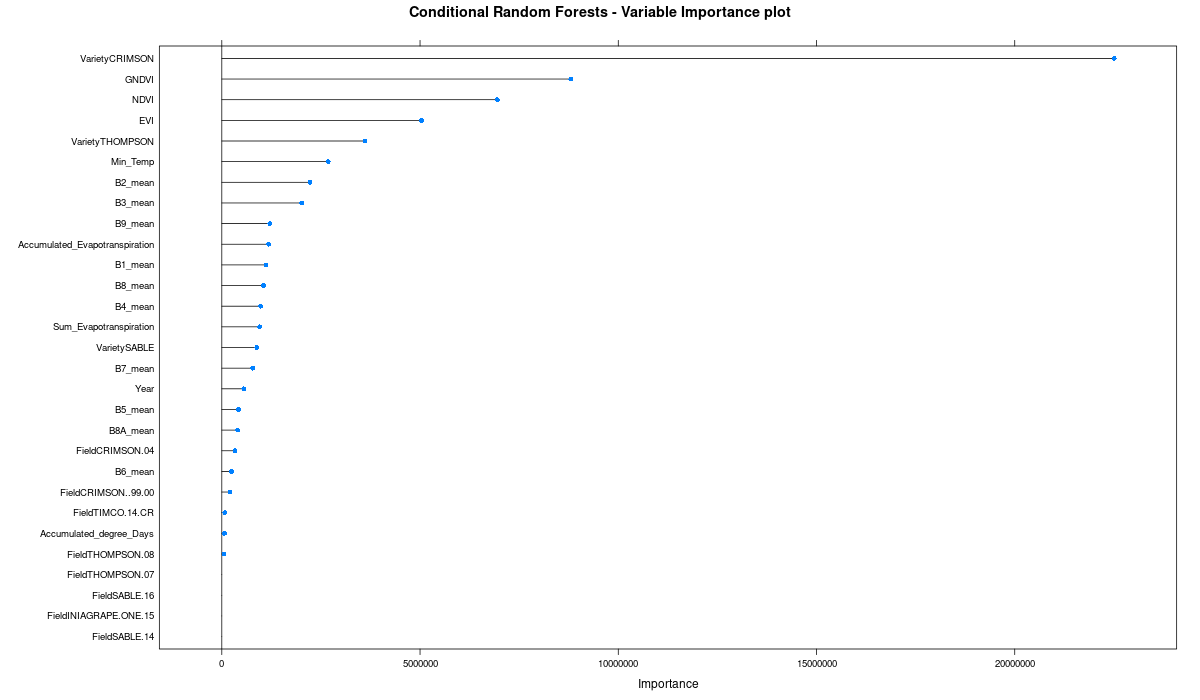 Conditional Random Forests - Variable Importance plot
VarietyCRIMSON
GNDVI
NDVI
EVI
VarietyTHOMPSON
Min_Temp
B2_mean
B3_mean
B9_mean
Accumulated_Evapotranspiration
B1_mean
B8_mean
B4_mean
Sum_Evapotranspiration
VarietySABLE
B7_mean
Year
B5_mean
B8A_mean
FieldCRIMSON.04
B6_mean
FieldCRIMSON..99.00
FieldTIMCO.14.CR
Accumulated_degree_Days
FieldTHOMPSON.08
FieldTHOMPSON.07
FieldSABLE.16
FieldINIAGRAPE.ONE.15
FieldSABLE.14
0 5000000 10000000 15000000 20000000
Importance